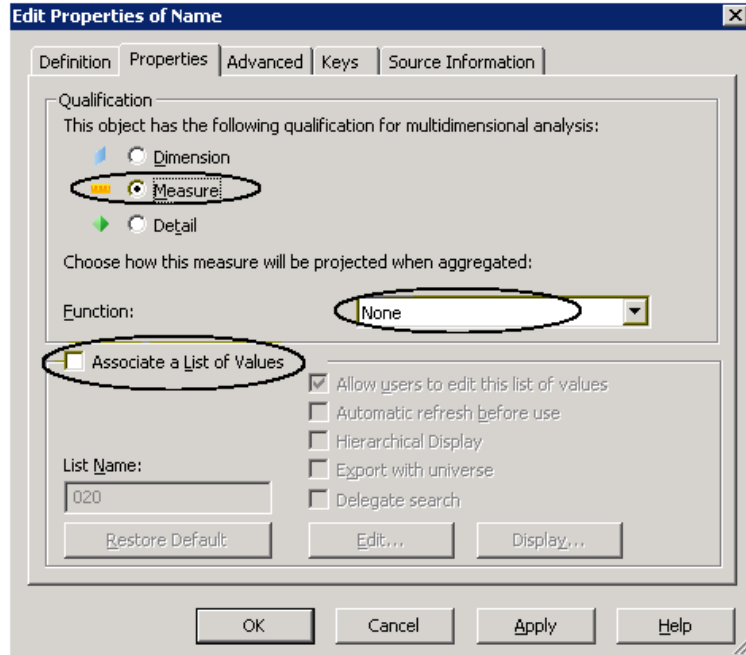 Edit Properties of Name
Definition Properties Advanced Keys Source Information
Qualification
This object has the following qualification for multidimensional analysis:
Dimension
Measure
Detail
Choose how this measure will be projected when aggregated:
Function: None
Associate a List of Values
Allow users to edit this list of values
Automatic refresh before use
Hierarchical Display
List Name: Export with universe
020 Delegate search
Restore Default Edit... Display...
OK Cancel Apply Help